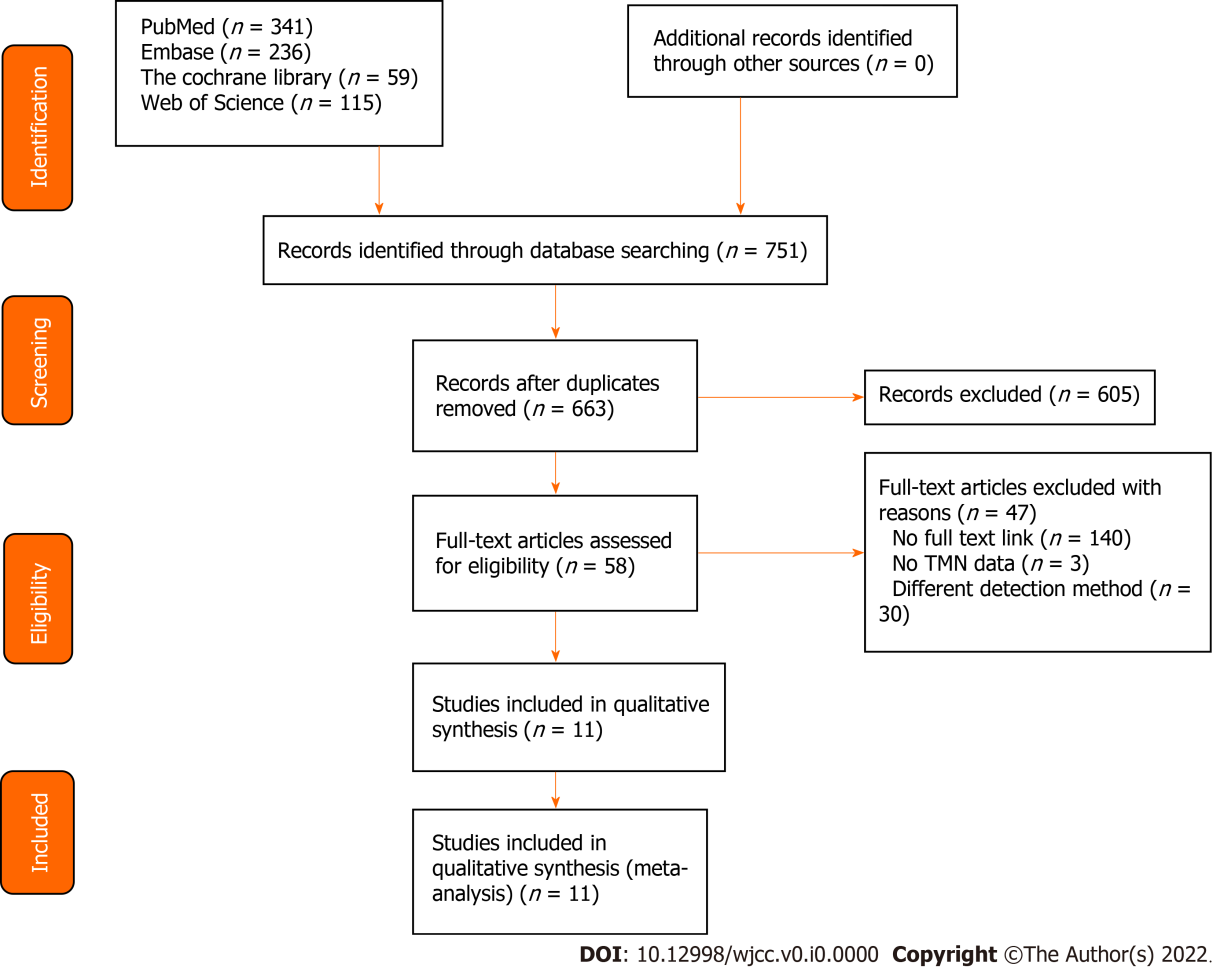 PubMed (n = 341)
Embase (n = 236)
The cochrane library (n = 59)
Web of Science (n = 115)
Additional records identified
through other sources (n = 0)
Identification
Records identified through database searching (n = 751)
Screening
Records after duplicates
removed (n = 663)
Records excluded (n = 605)
Eligibility
Full-text articles assessed
for eligibility (n = 58)
Full-text articles excluded with
reasons (n = 47)
No full text link (n = 140)
No TMN data (n = 3)
Different detection method (n =
30)
Studies included in qualitative
synthesis (n = 11)
Included
Studies included in
qualitative synthesis (meta-
analysis) (n = 11)
DOI: 10.12998/wjcc.v0.i0.0000 Copyright ©The Author(s) 2022.